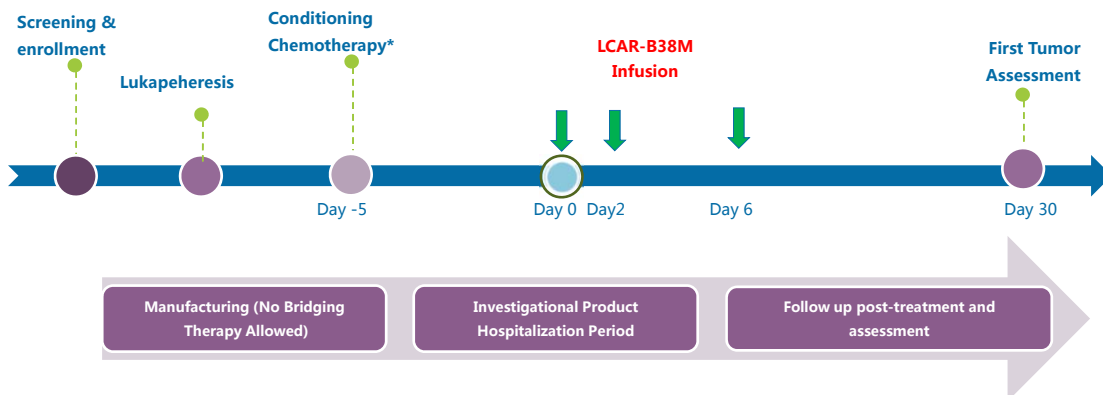 Screening &
enrollment
Lukapeheresis
Conditioning
Chemotherapy*
LCAR-B38M
Infusion
First Tumor
Assessment
Day -5
Day 0
Day2
Day 6
Day 30
Manufacturing (No Bridging
Therapy Allowed)
Investigational Product
Hospitalization Period
Follow up post-treatment and
assessment